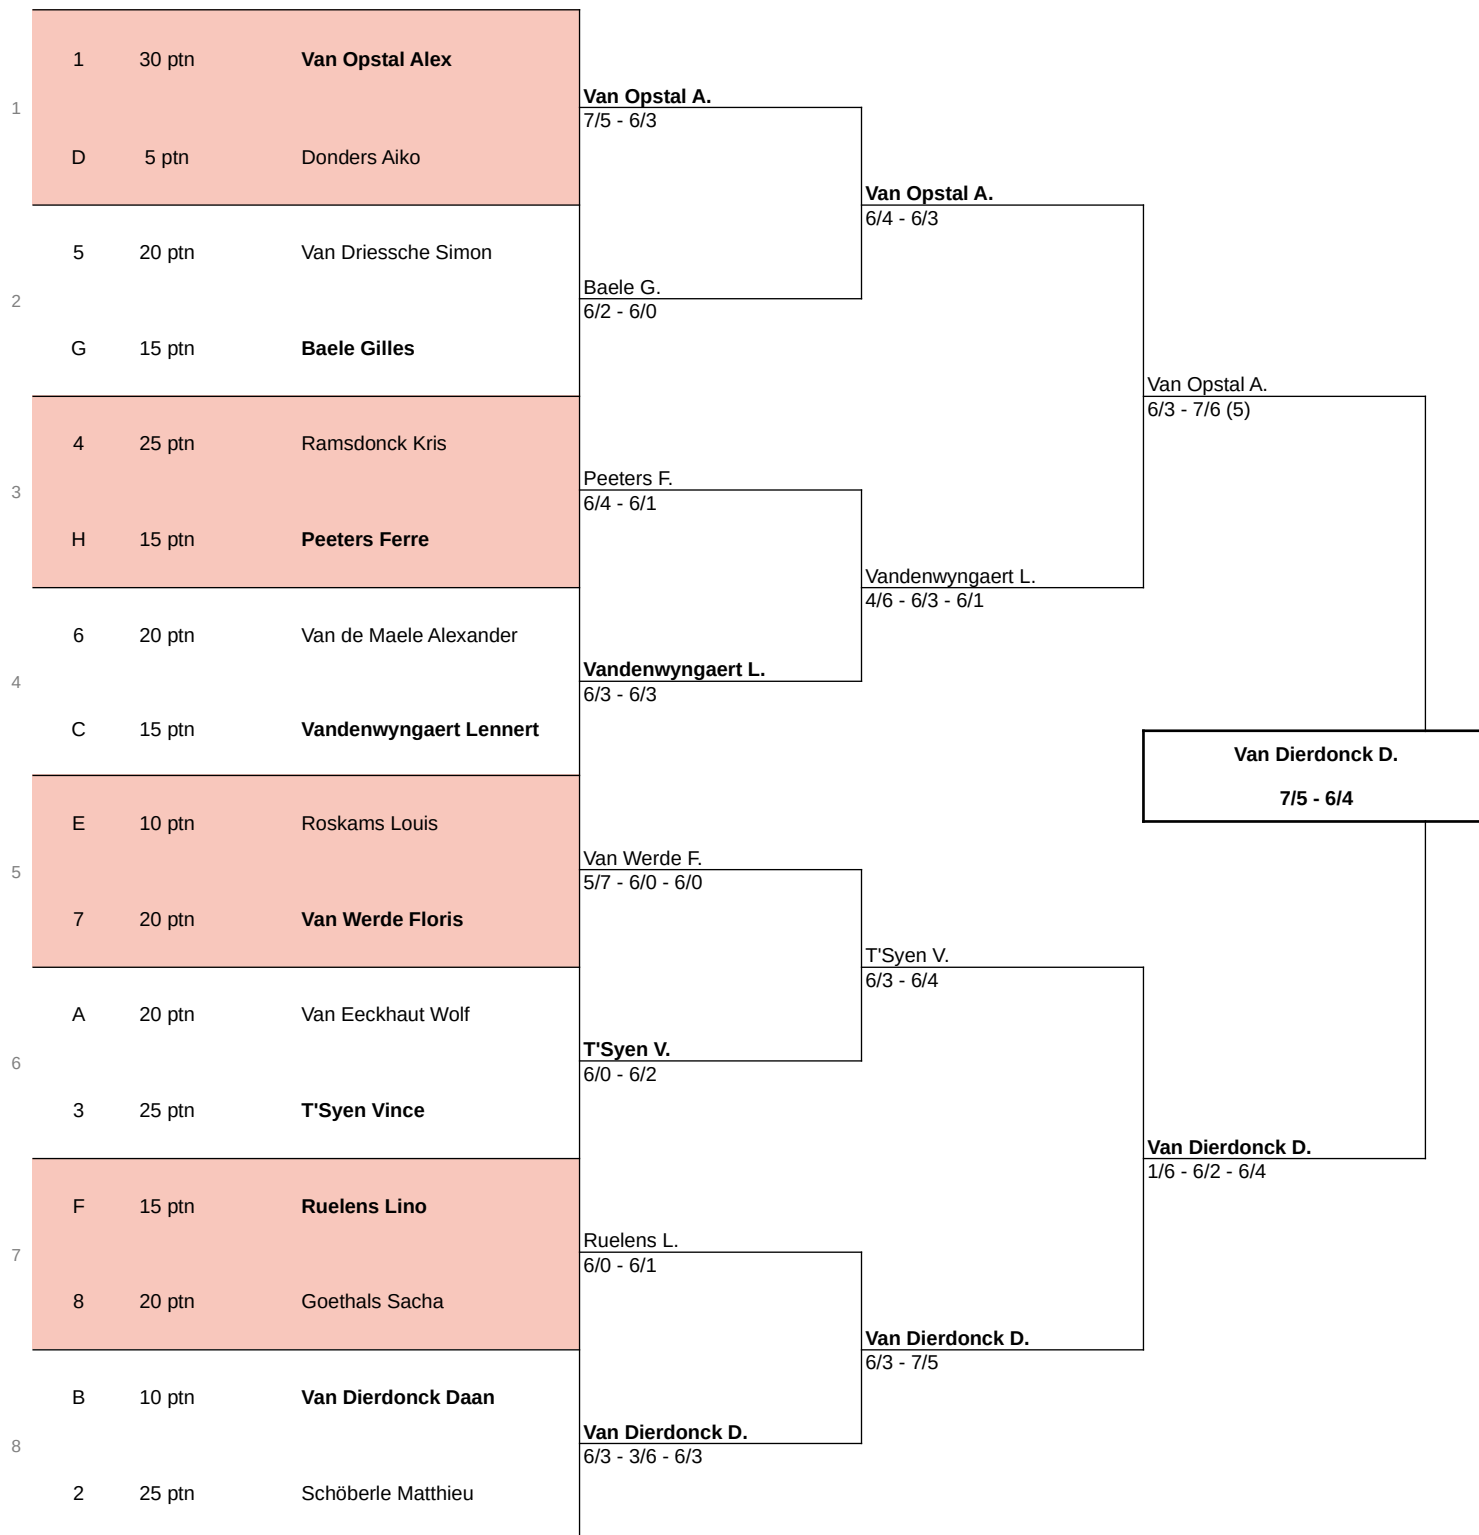 1 30 ptn Van Opstal Alex
Van Opstal A.
1
7/5 - 6/3
D 5 ptn Donders Aiko
Van Opstal A.
6/4 - 6/3
5 20 ptn Van Driessche Simon
Baele G.
2
6/2 - 6/0
G 15 ptn Baele Gilles
Van Opstal A.
6/3 - 7/6 (5)
4 25 ptn Ramsdonck Kris
Peeters F.
3
6/4 - 6/1
H 15 ptn Peeters Ferre
Vandenwyngaert L.
4/6 - 6/3 - 6/1
6 20 ptn Van de Maele Alexander
Vandenwyngaert L.
4
6/3 - 6/3
C 15 ptn Vandenwyngaert Lennert
Van Dierdonck D.
7/5 - 6/4
E 10 ptn Roskams Louis
Van Werde F.
5
5/7 - 6/0 - 6/0
7 20 ptn Van Werde Floris
T'Syen V.
6/3 - 6/4
A 20 ptn Van Eeckhaut Wolf
T'Syen V.
6
6/0 - 6/2
3 25 ptn T'Syen Vince
Van Dierdonck D.
1/6 - 6/2 - 6/4
F 15 ptn Ruelens Lino
Ruelens L.
7
6/0 - 6/1
8 20 ptn Goethals Sacha
Van Dierdonck D.
6/3 - 7/5
B 10 ptn Van Dierdonck Daan
Van Dierdonck D.
8
6/3 - 3/6 - 6/3
2 25 ptn Schöberle Matthieu